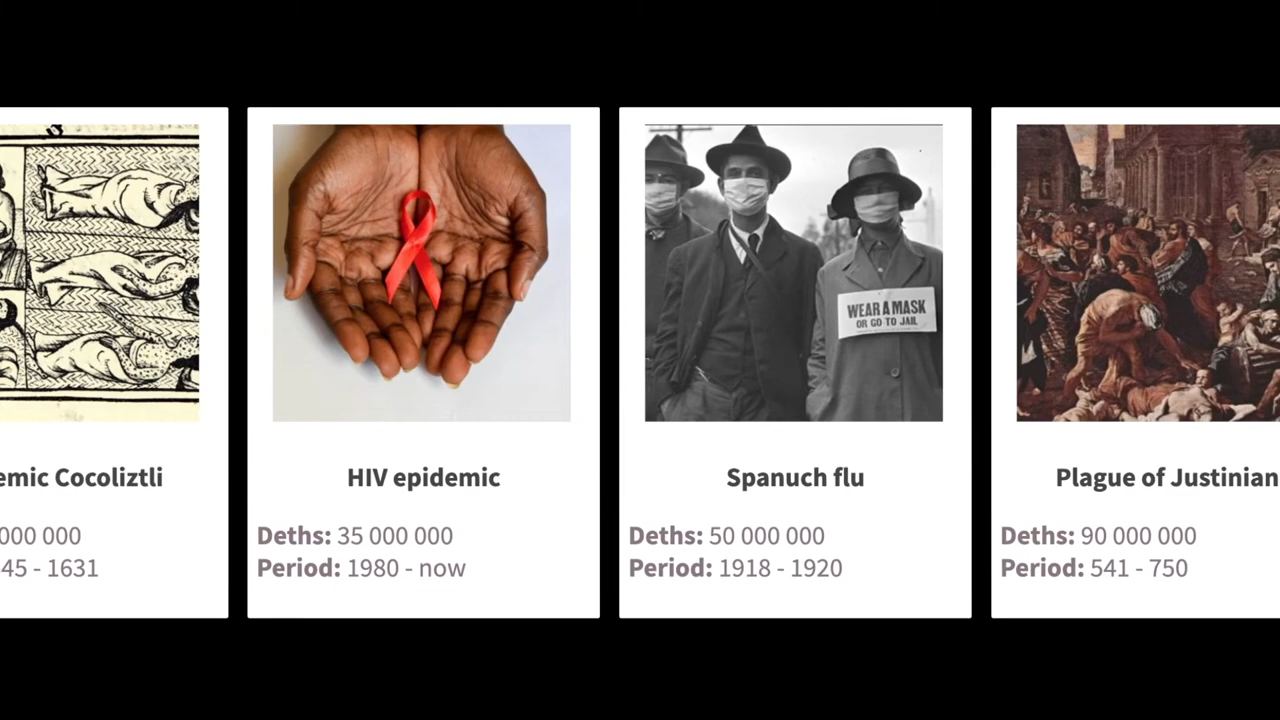 emic Cocoliztli
000 000
45 - 1631
HIV epidemic
Deths: 35 000 000
Period: 1980 - now
WEAR A MASK
OR GO TO JAIL
Spanuch flu
Deths: 50 000 000
Period: 1918 - 1920
Plague of Justinian
Deths: 90 000 000
Period: 541 - 750